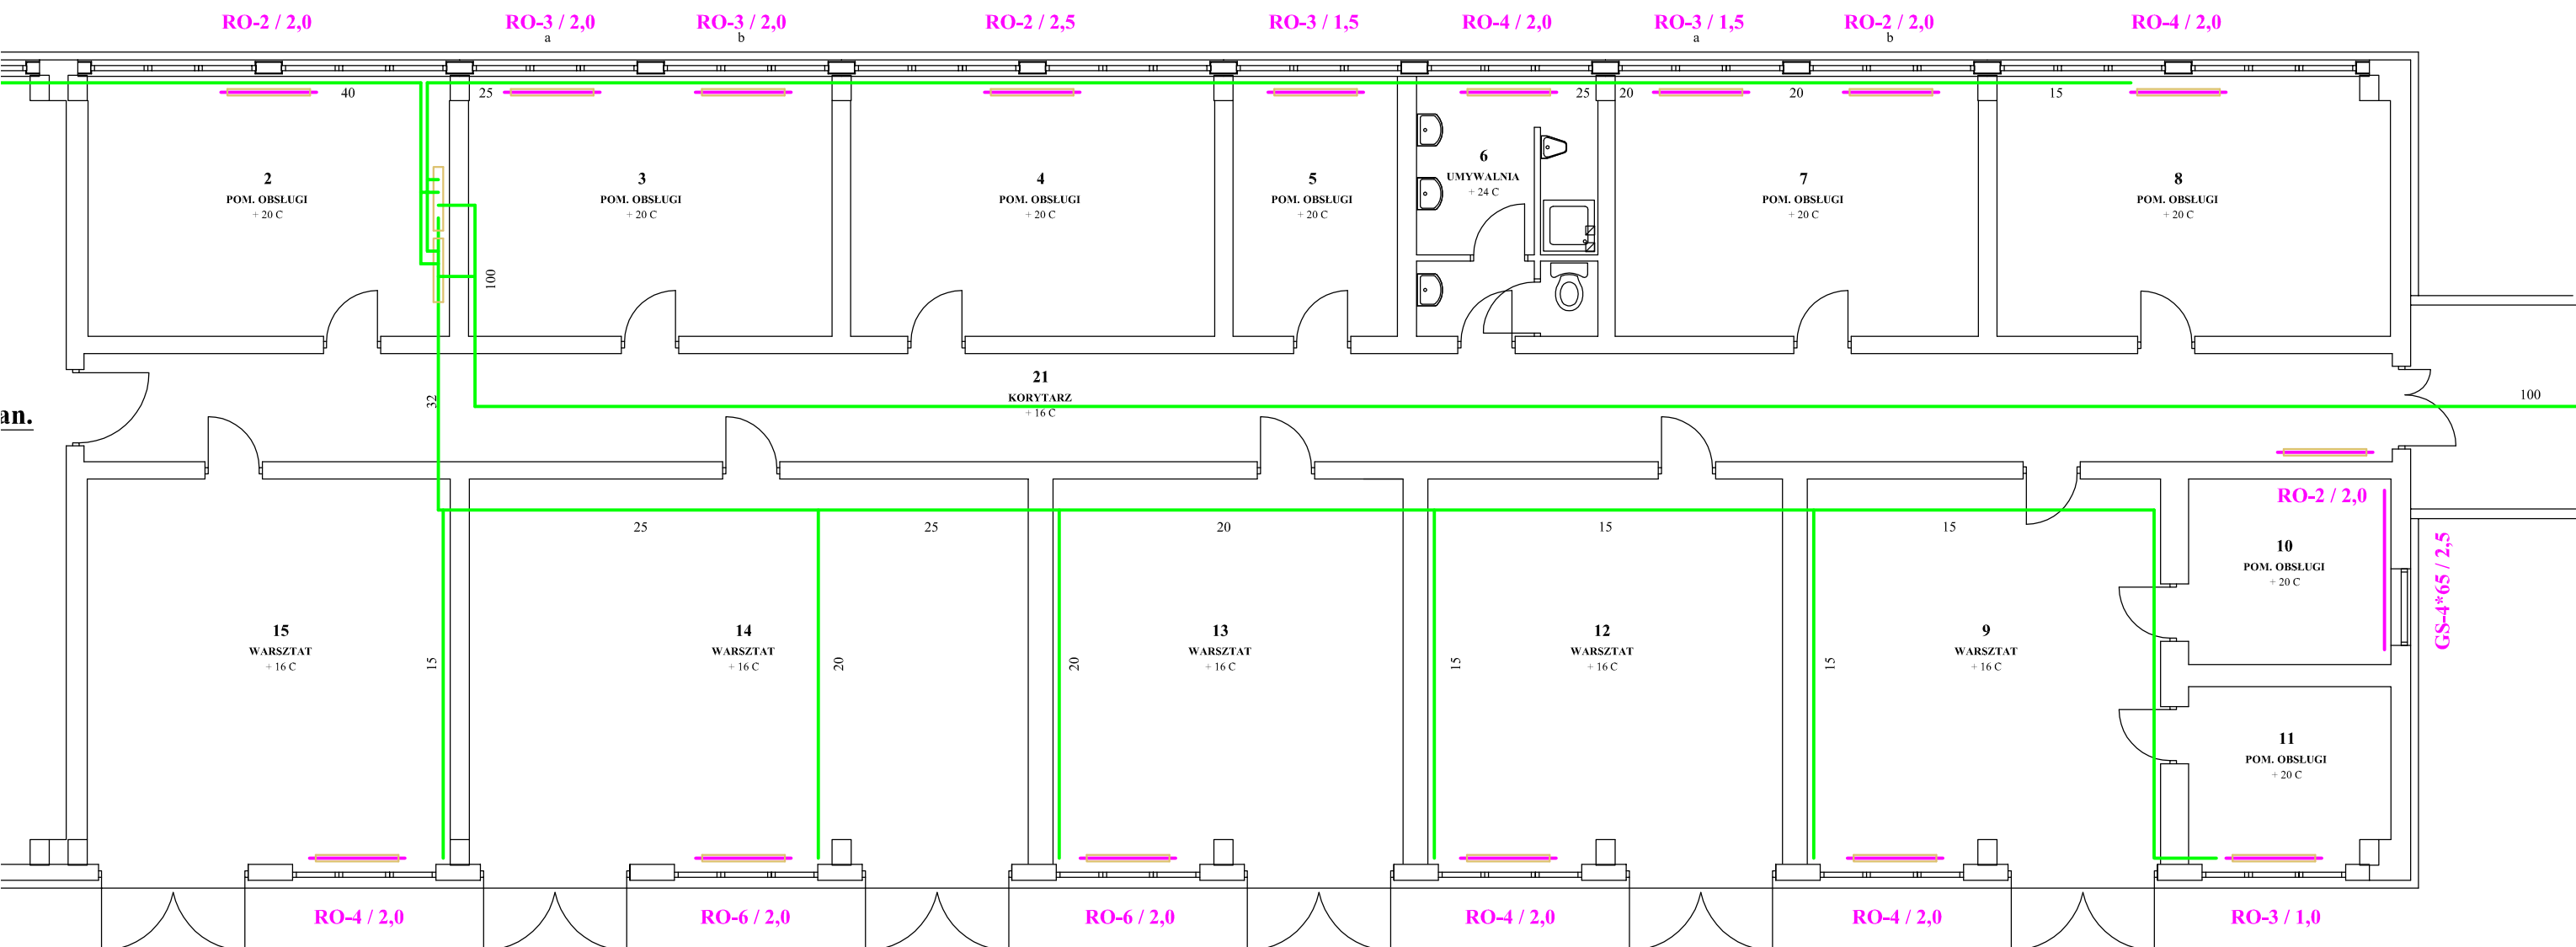 RO-2 / 2,0
RO-3 / 2,0
a
RO-3 / 2,0
b
RO-2 / 2,5
RO-3 / 1,5
RO-4 / 2,0
RO-3 / 1,5
a
RO-2 / 2,0
b
RO-4 / 2,0
40
25
25
20
20
15
2
POM. OBSŁUGI
+ 20 C
3
POM. OBSŁUGI
+ 20 C
4
POM. OBSŁUGI
+ 20 C
5
POM. OBSŁUGI
+ 20 C
6
UMYWALNIA
+ 24 C
7
POM. OBSŁUGI
+ 20 C
8
POM. OBSŁUGI
+ 20 C
100
an.
32
21
KORYTARZ
+ 16 C
100
RO-2 / 2,0
25
25
20
15
15
10
POM. OBSŁUGI
+ 20 C
GS-4*65 / 2,5
15
WARSZTAT
+ 16 C
15
14
WARSZTAT
+ 16 C
20
20
13
WARSZTAT
+ 16 C
15
12
WARSZTAT
+ 16 C
15
9
WARSZTAT
+ 16 C
11
POM. OBSŁUGI
+ 20 C
RO-4 / 2,0
RO-6 / 2,0
RO-6 / 2,0
RO-4 / 2,0
RO-4 / 2,0
RO-3 / 1,0